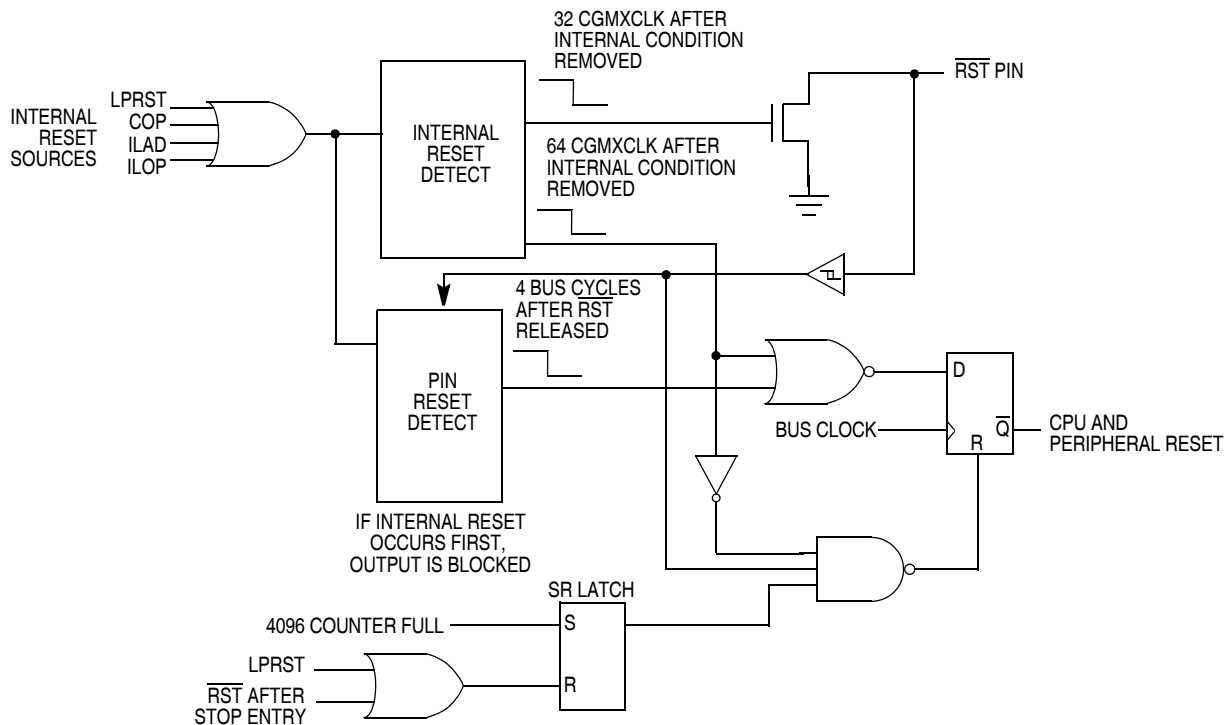 32 CGMXCLK AFTER
INTERNAL CONDITION
REMOVED
RST PIN
INTERNAL
RESET
SOURCES
LPRST
COP
ILAD
ILOP
INTERNAL
RESET
DETECT
64 CGMXCLK AFTER
INTERNAL CONDITION
REMOVED
4 BUS CYCLES
AFTER RST
RELEASED
PIN
RESET
DETECT
D
BUS CLOCK
Q
R
CPU AND
PERIPHERAL RESET
IF INTERNAL RESET
OCCURS FIRST,
OUTPUT IS BLOCKED
SR LATCH
4096 COUNTER FULL
S
LPRST
R
RST AFTER
STOP ENTRY